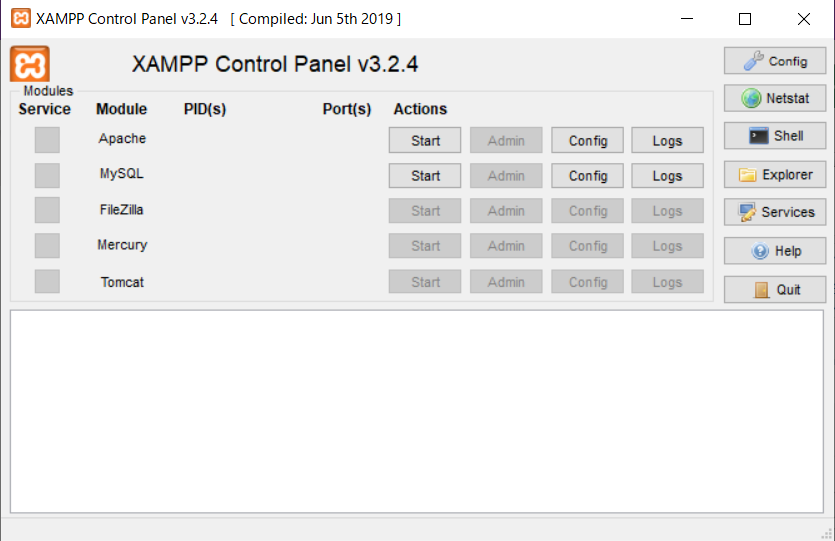 XAMPP Control Panel v3.2.4 [ Compiled: Jun 5th 2019 ]
XAMPP Control Panel v3.2.4
Config
Modules
Service Module PID(s) Port(s) Actions
Netstat
Apache Start Admin Config Logs
Shell
MySQL Start Admin Config Logs
Explorer
FileZilla Start Admin Config Logs
Services
Mercury Start Admin Config Logs
Help
Tomcat Start Admin Config Logs
Quit